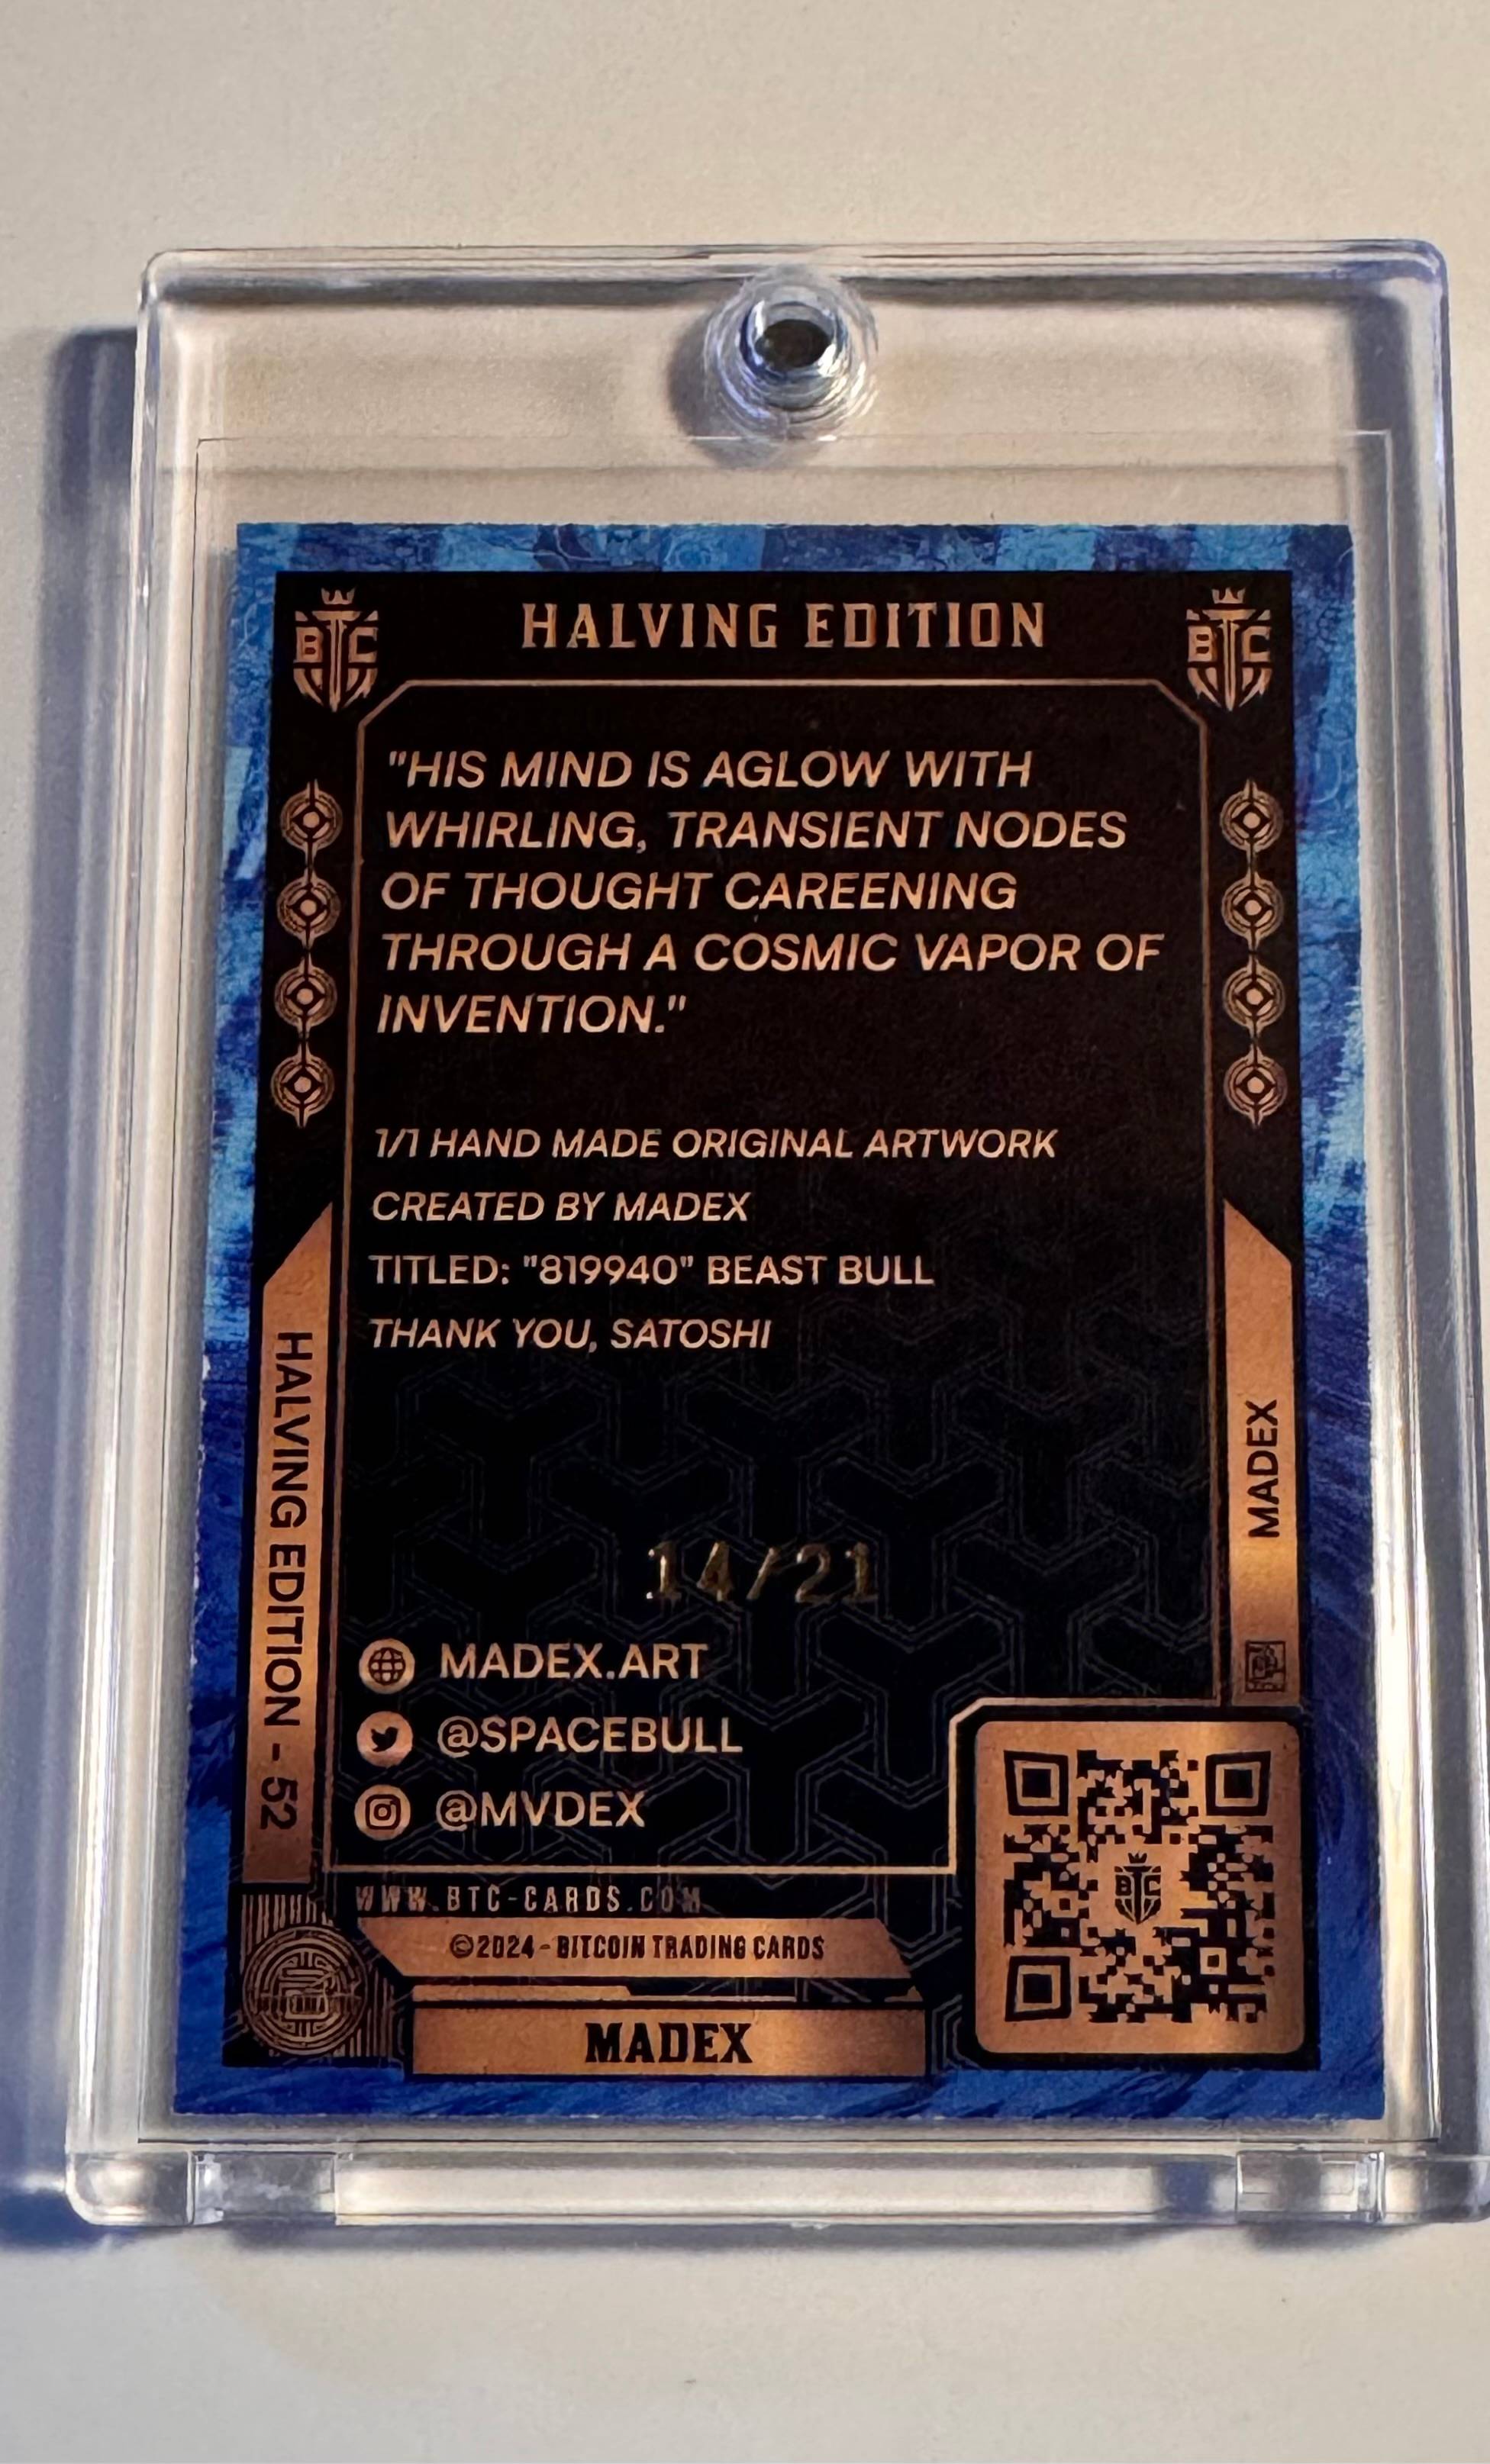 BTC
HALVING EDITION
BTC
"HIS MIND IS AGLOW WITH
WHIRLING, TRANSIENT NODES
OF THOUGHT CAREENING
THROUGH A COSMIC VAPOR OF
INVENTION."
1/1 HAND MADE ORIGINAL ARTWORK
CREATED BY MADEX
TITLED: "819940" BEAST BULL
THANK YOU, SATOSHI
HALVING EDITION - 52
MADEX
14/21
MADEX.ART
@SPACEBULL
@MVDEX
BTC
WWW.BTC-CARDS.COM
©2024 - BITCOIN TRADING CARDS
MADEX